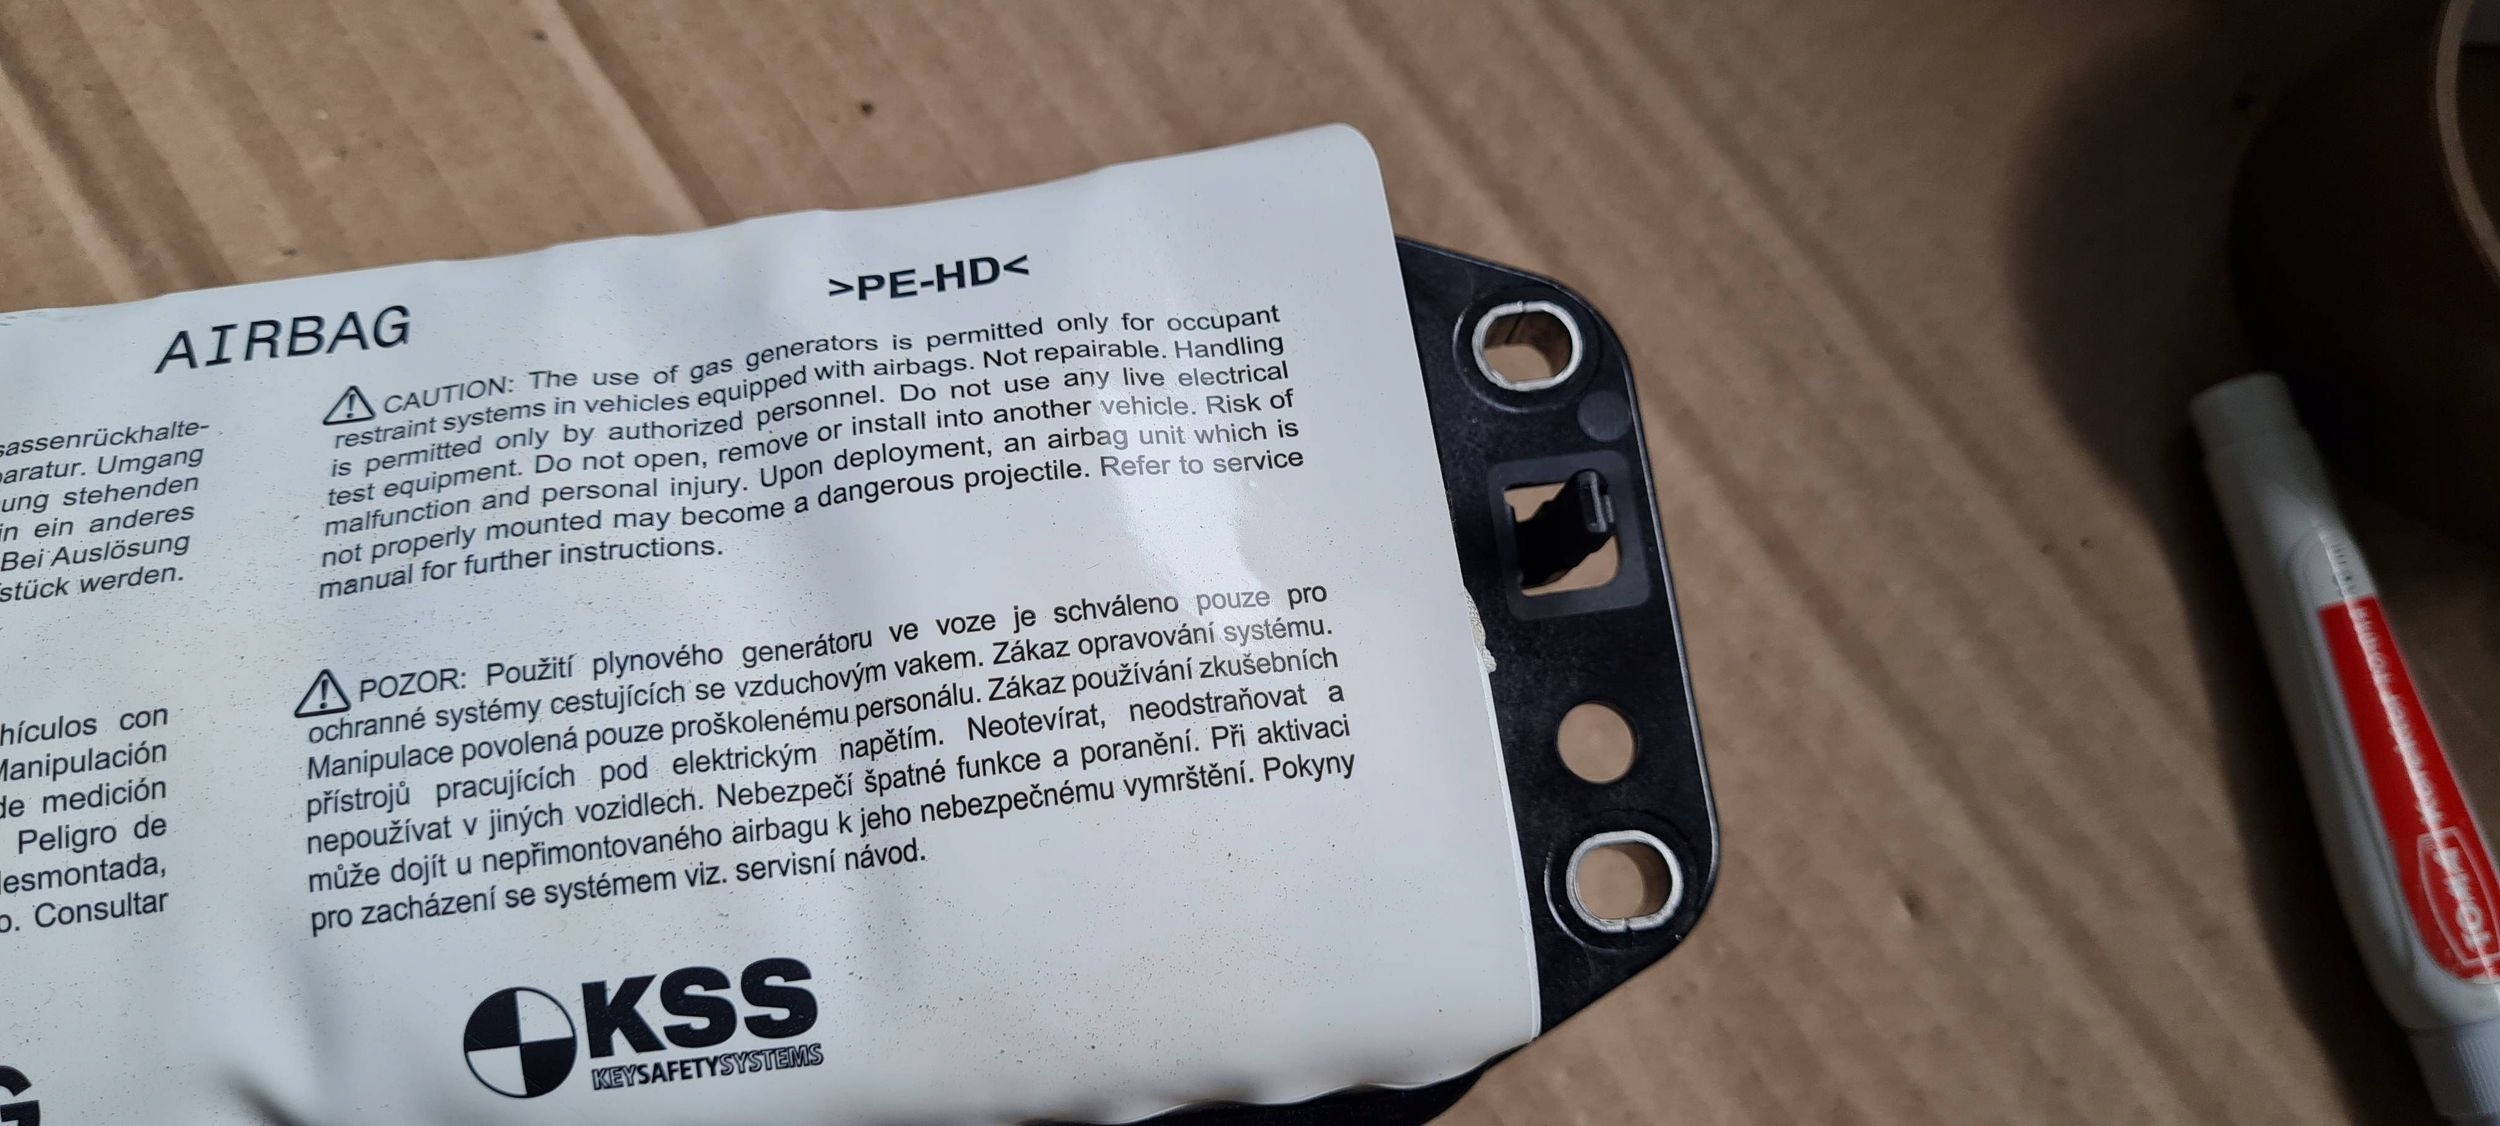 >PE-HD<
AIRBAG
sassenrückhalte-
paratur. Umgang
ung stehenden
in ein anderes
Bei Auslösung
stück werden.
⚠ CAUTION: The use of gas generators is permitted only for occupant
restraint systems in vehicles equipped with airbags. Not repairable. Handling
is permitted only by authorized personnel. Do not use any live electrical
test equipment. Do not open, remove or install into another vehicle. Risk of
malfunction and personal injury. Upon deployment, an airbag unit which is
not properly mounted may become a dangerous projectile. Refer to service
manual for further instructions.
hículos con
Manipulación
de medición
Peligro de
desmontada,
o. Consultar
⚠ POZOR: Použití plynového generátoru ve voze je schváleno pouze pro
ochranné systémy cestujících se vzduchovým vakem. Zákaz opravování systému.
Manipulace povolená pouze proškolenému personálu. Zákaz používání zkušebních
přístrojů pracujících pod elektrickým napětím. Neotevírat, neodstraňovat a
nepoužívat v jiných vozidlech. Nebezpečí špatné funkce a poranění. Při aktivaci
může dojít u nepřimontovaného airbagu k jeho nebezpečnému vymrštění. Pokyny
pro zacházení se systémem viz. servisní návod.
KSS
KEYSAFETYSYSTEMS
G